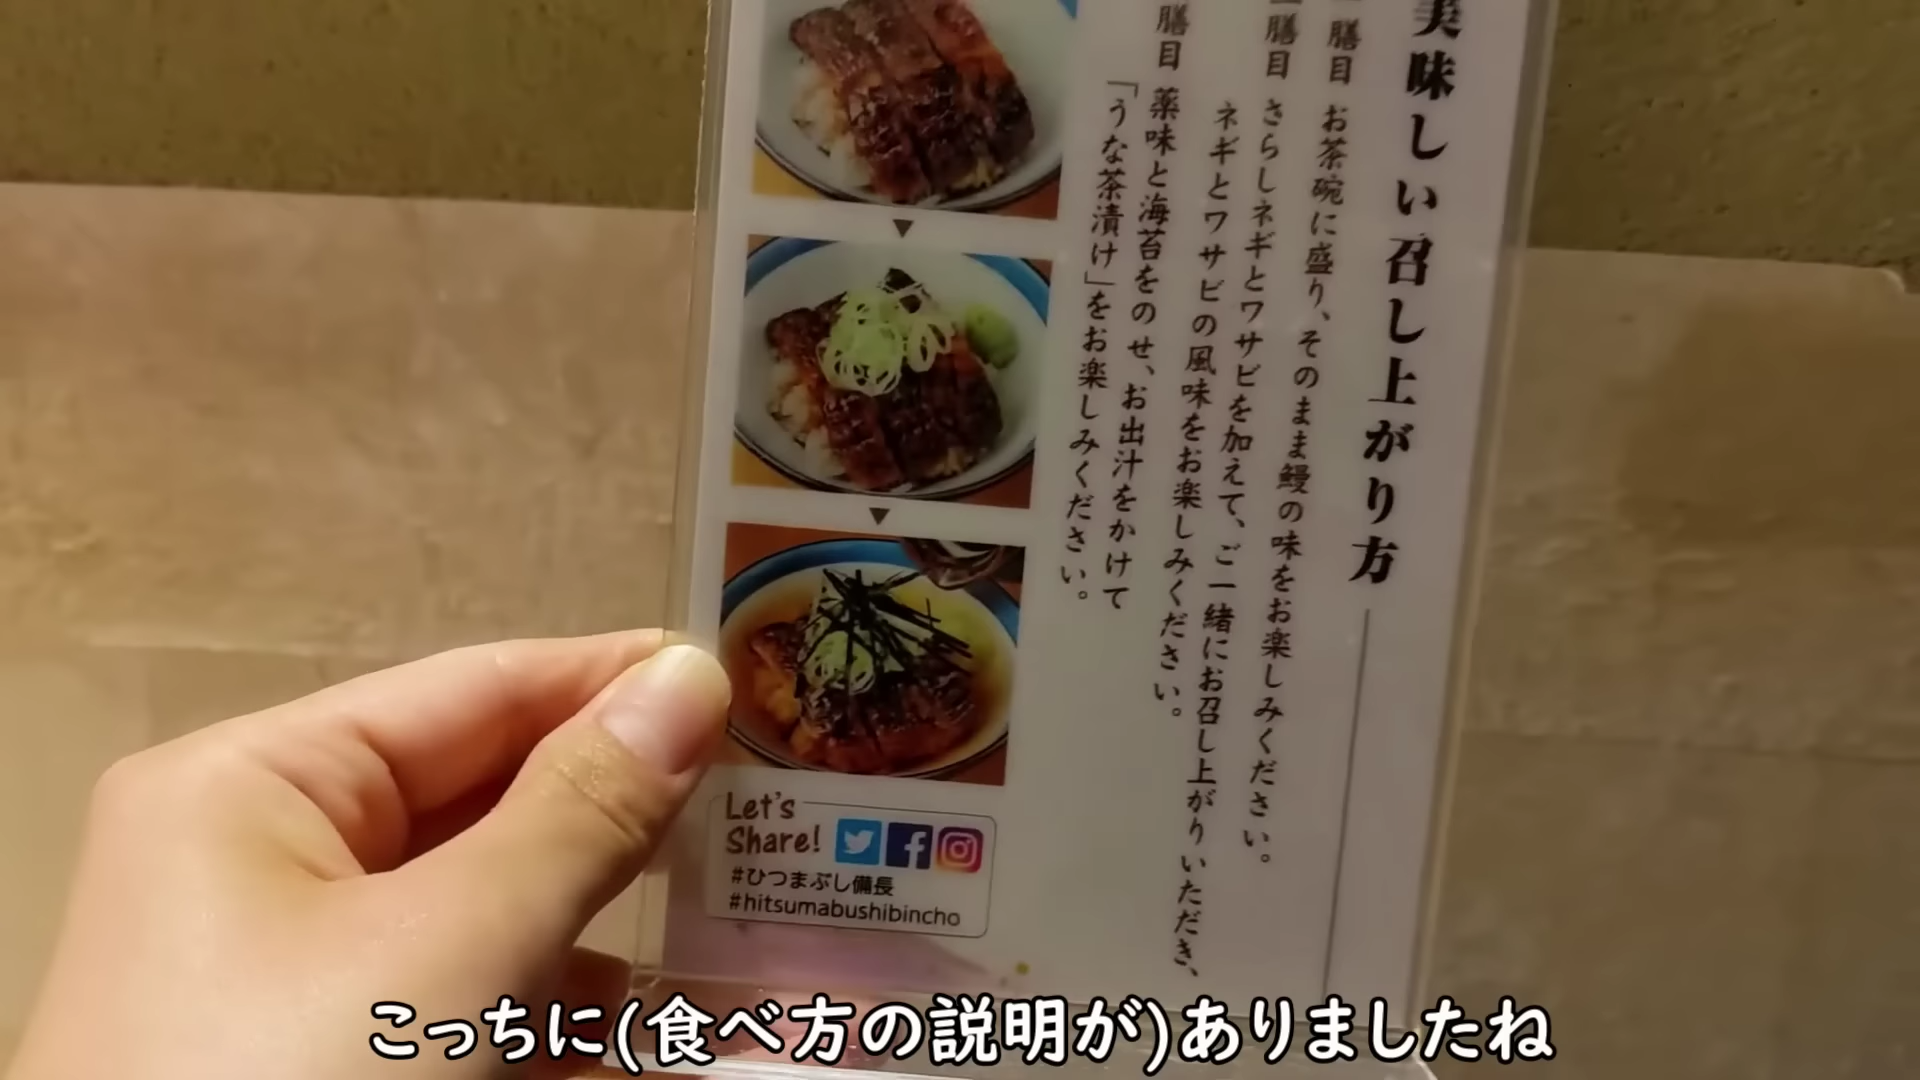 美味しい召し上がり方
膳目 お茶碗に盛り、そのまま鰻の味をお楽しみください。
膳目 さらしネギとワサビを加えて、ご一緒にお召し上がりいただき、
ネギとワサビの風味をお楽しみください。
膳目 薬味と海苔をのせ、お出汁をかけて
「うな茶漬け」をお楽しみください。
Let's
Share!
#ひつまぶし備長
#hitsumabushibincho
こっちに(食べ方の説明が)ありましたね